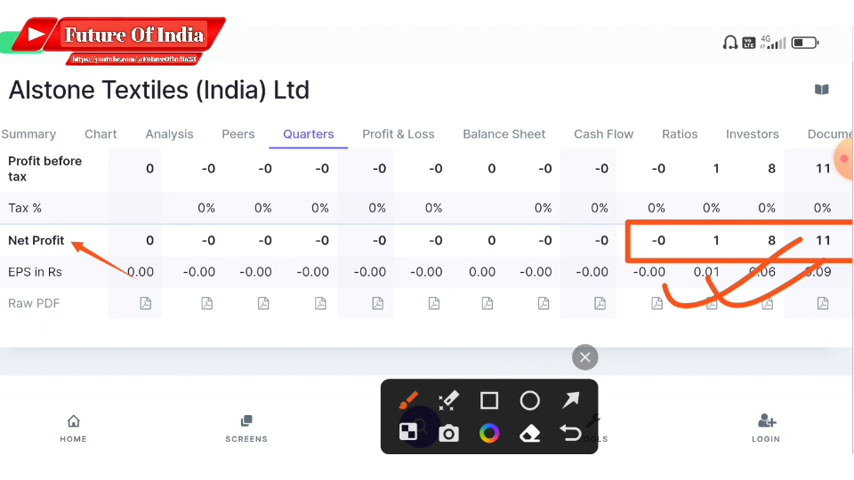 Future Of India
Alstone Textiles (India) Ltd
Summary Chart Analysis Peers Quarters Profit & Loss Balance Sheet Cash Flow Ratios Investors Docume
Profit before
tax 0 -0 -0 -0 -0 -0 0 -0 -0 -0 1 8 11
Tax % 0% 0% 0% 0% 0% 0% 0% 0% 0% 0% 0%
Net Profit 0 -0 -0 -0 -0 -0 0 -0 -0 -0 1 8 11
EPS in Rs 0.00 -0.00 -0.00 -0.00 -0.00 -0.00 0.00 -0.00 -0.00 -0.00 0.01 0.06 0.09
Raw PDF
HOME SCREENS LOGIN